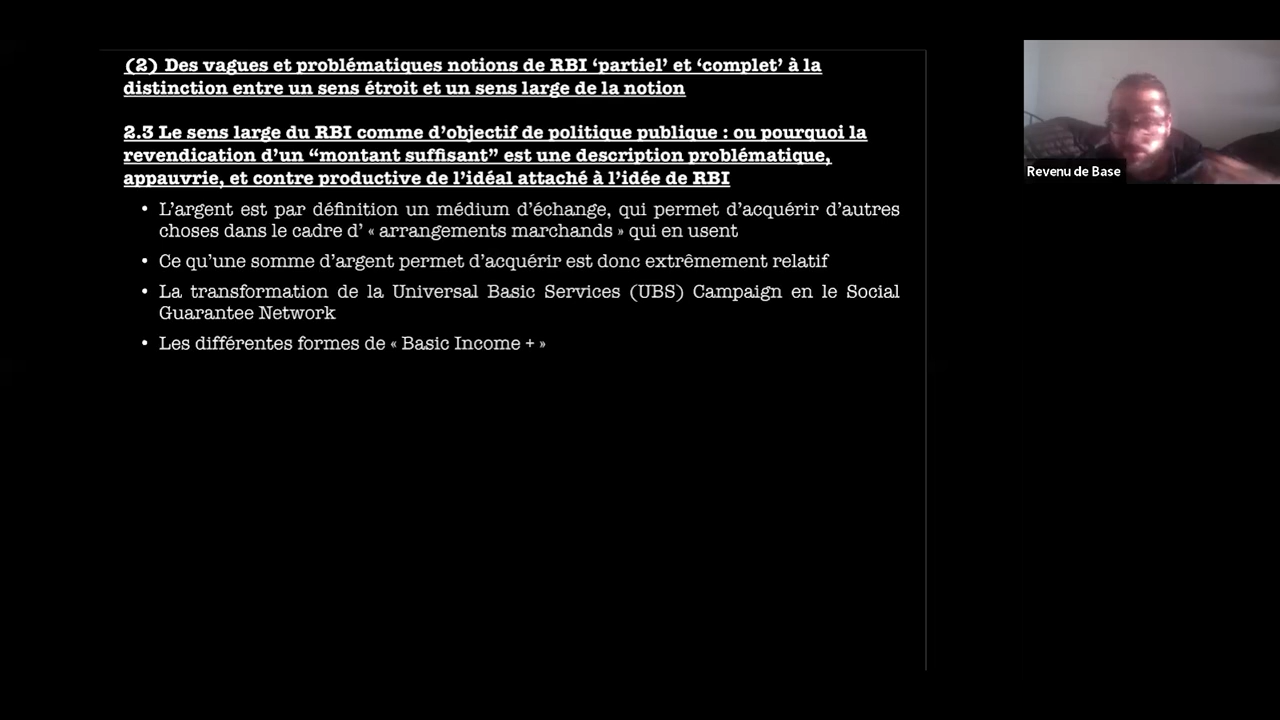 (2) Des vagues et problématiques notions de RBI ‘partiel’ et ‘complet’ à la
distinction entre un sens étroit et un sens large de la notion
2.3 Le sens large du RBI comme d’objectif de politique publique : ou pourquoi la
revendication d’un “montant suffisant” est une description problématique,
appauvrie, et contre productive de l’idéal attaché à l’idée de RBI
• L’argent est par définition un médium d’échange, qui permet d’acquérir d’autres
choses dans le cadre d’ « arrangements marchands » qui en usent
• Ce qu’une somme d’argent permet d’acquérir est donc extrêmement relatif
• La transformation de la Universal Basic Services (UBS) Campaign en le Social
Guarantee Network
• Les différentes formes de « Basic Income + »
Revenu de Base